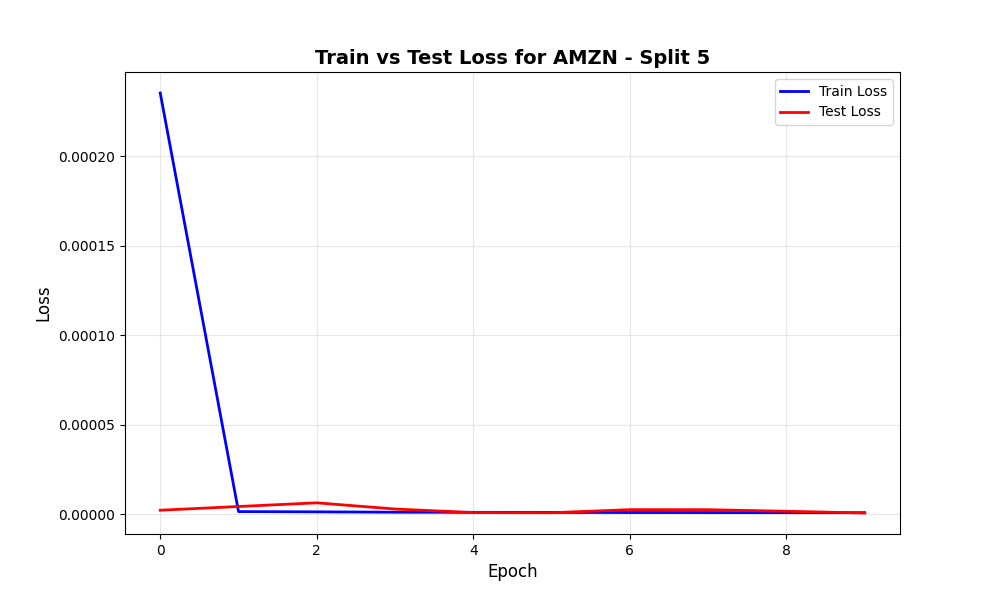 Train vs Test Loss for AMZN - Split 5
Train Loss
Test Loss
0.00020
0.00015
0.00010
0.00005
0.00000
Loss
0 2 4 6 8
Epoch